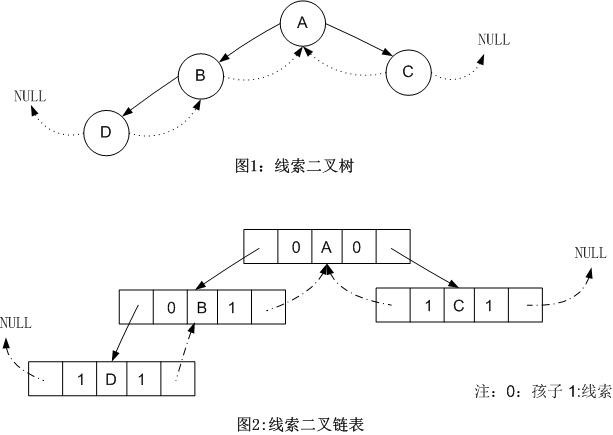 A
NULL
B
C
NULL
D
图1：线索二叉树
0 A 0
NULL
0 B 1
1 C 1
NULL
1 D 1
注：0：孩子 1:线索
图2:线索二叉链表